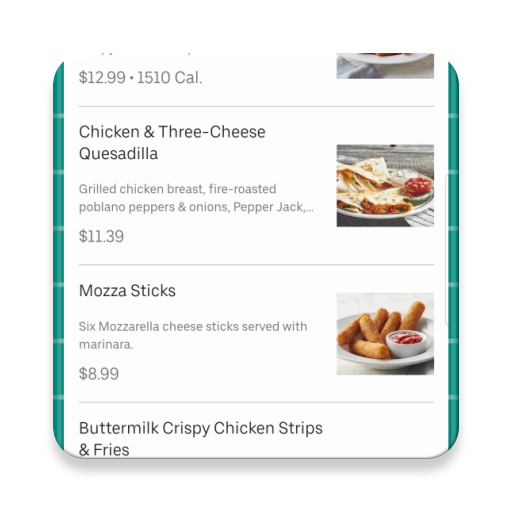 $12.99 • 1510 Cal.
Chicken & Three-Cheese
Quesadilla
Grilled chicken breast, fire-roasted
poblano peppers & onions, Pepper Jack,...
$11.39
Mozza Sticks
Six Mozzarella cheese sticks served with
marinara.
$8.99
Buttermilk Crispy Chicken Strips
& Fries